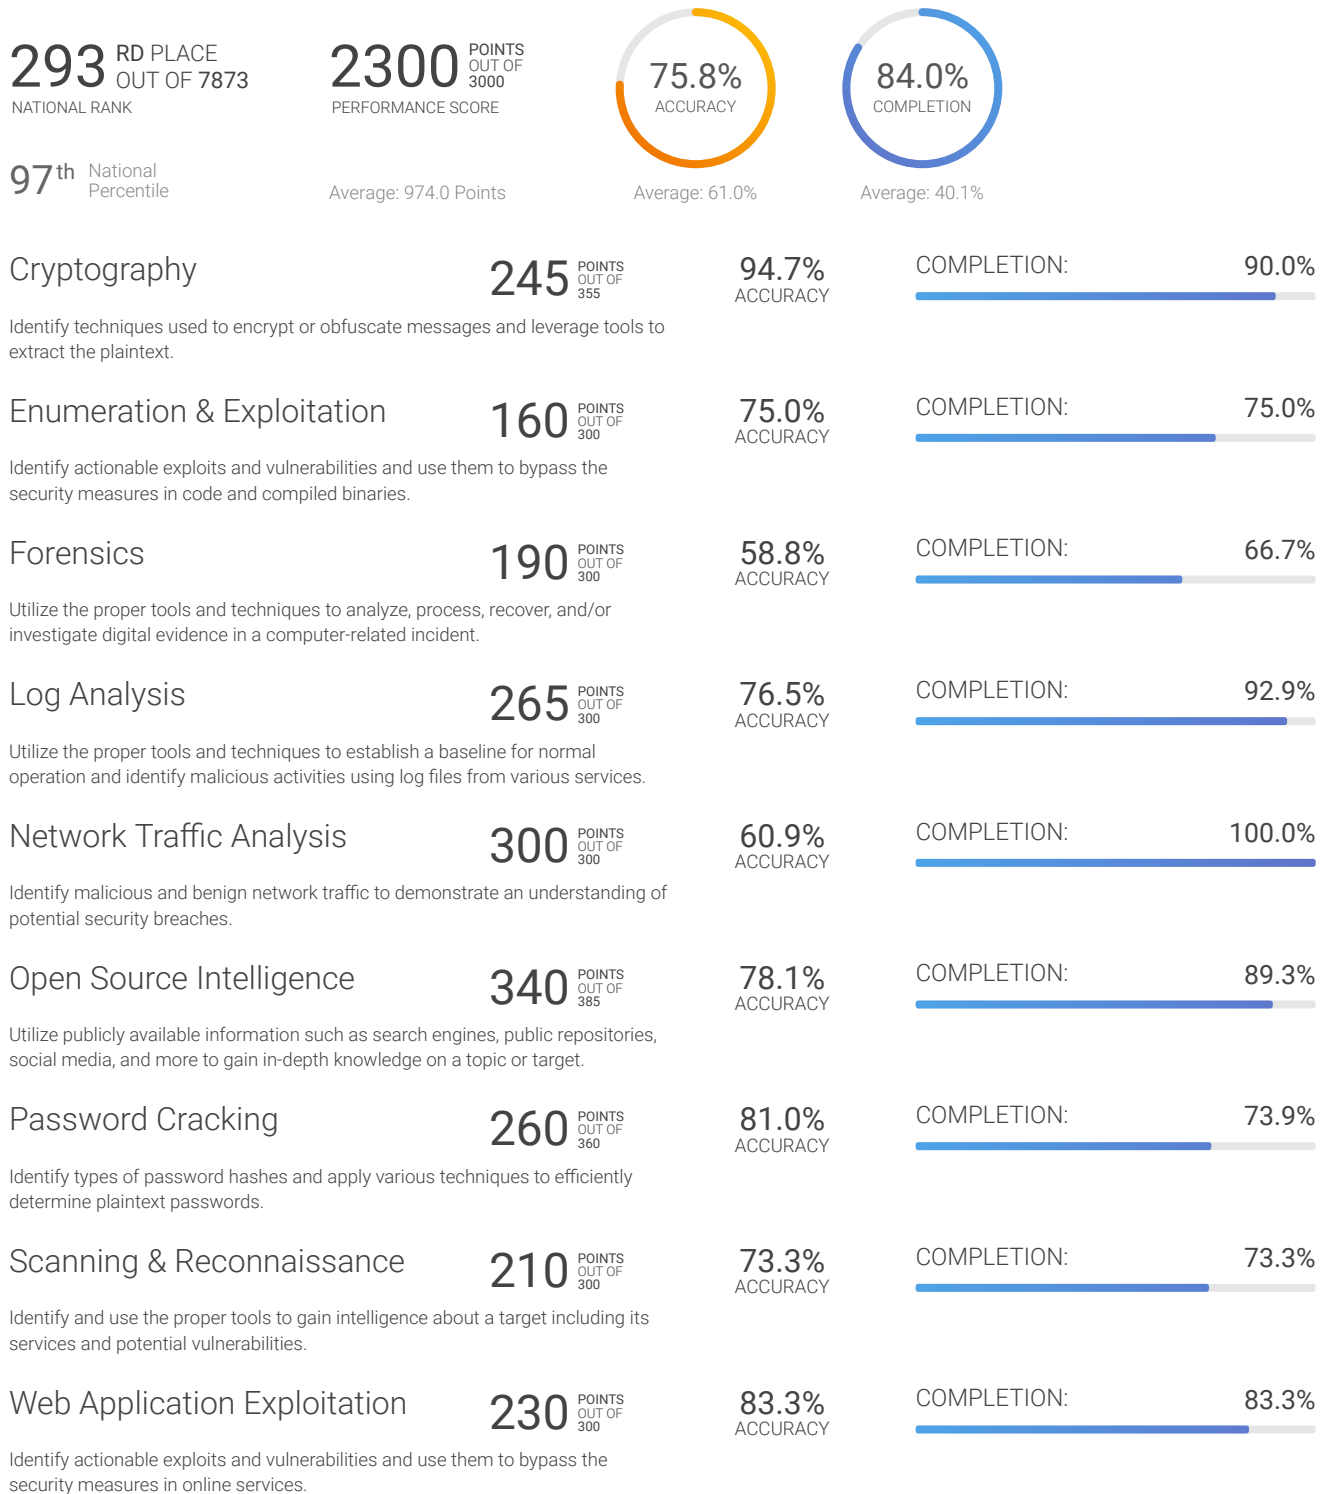 293 RD PLACE
OUT OF 7873
NATIONAL RANK
2300 POINTS
OUT OF
3000
PERFORMANCE SCORE
75.8%
ACCURACY
84.0%
COMPLETION
97th National
Percentile
Average: 974.0 Points
Average: 61.0%
Average: 40.1%
Cryptography
245 POINTS
OUT OF
355
94.7%
ACCURACY
COMPLETION: 90.0%
Identify techniques used to encrypt or obfuscate messages and leverage tools to
extract the plaintext.
Enumeration & Exploitation
160 POINTS
OUT OF
300
75.0%
ACCURACY
COMPLETION: 75.0%
Identify actionable exploits and vulnerabilities and use them to bypass the
security measures in code and compiled binaries.
Forensics
190 POINTS
OUT OF
300
58.8%
ACCURACY
COMPLETION: 66.7%
Utilize the proper tools and techniques to analyze, process, recover, and/or
investigate digital evidence in a computer-related incident.
Log Analysis
265 POINTS
OUT OF
300
76.5%
ACCURACY
COMPLETION: 92.9%
Utilize the proper tools and techniques to establish a baseline for normal
operation and identify malicious activities using log files from various services.
Network Traffic Analysis
300 POINTS
OUT OF
300
60.9%
ACCURACY
COMPLETION: 100.0%
Identify malicious and benign network traffic to demonstrate an understanding of
potential security breaches.
Open Source Intelligence
340 POINTS
OUT OF
385
78.1%
ACCURACY
COMPLETION: 89.3%
Utilize publicly available information such as search engines, public repositories,
social media, and more to gain in-depth knowledge on a topic or target.
Password Cracking
260 POINTS
OUT OF
360
81.0%
ACCURACY
COMPLETION: 73.9%
Identify types of password hashes and apply various techniques to efficiently
determine plaintext passwords.
Scanning & Reconnaissance
210 POINTS
OUT OF
300
73.3%
ACCURACY
COMPLETION: 73.3%
Identify and use the proper tools to gain intelligence about a target including its
services and potential vulnerabilities.
Web Application Exploitation
230 POINTS
OUT OF
300
83.3%
ACCURACY
COMPLETION: 83.3%
Identify actionable exploits and vulnerabilities and use them to bypass the
security measures in online services.